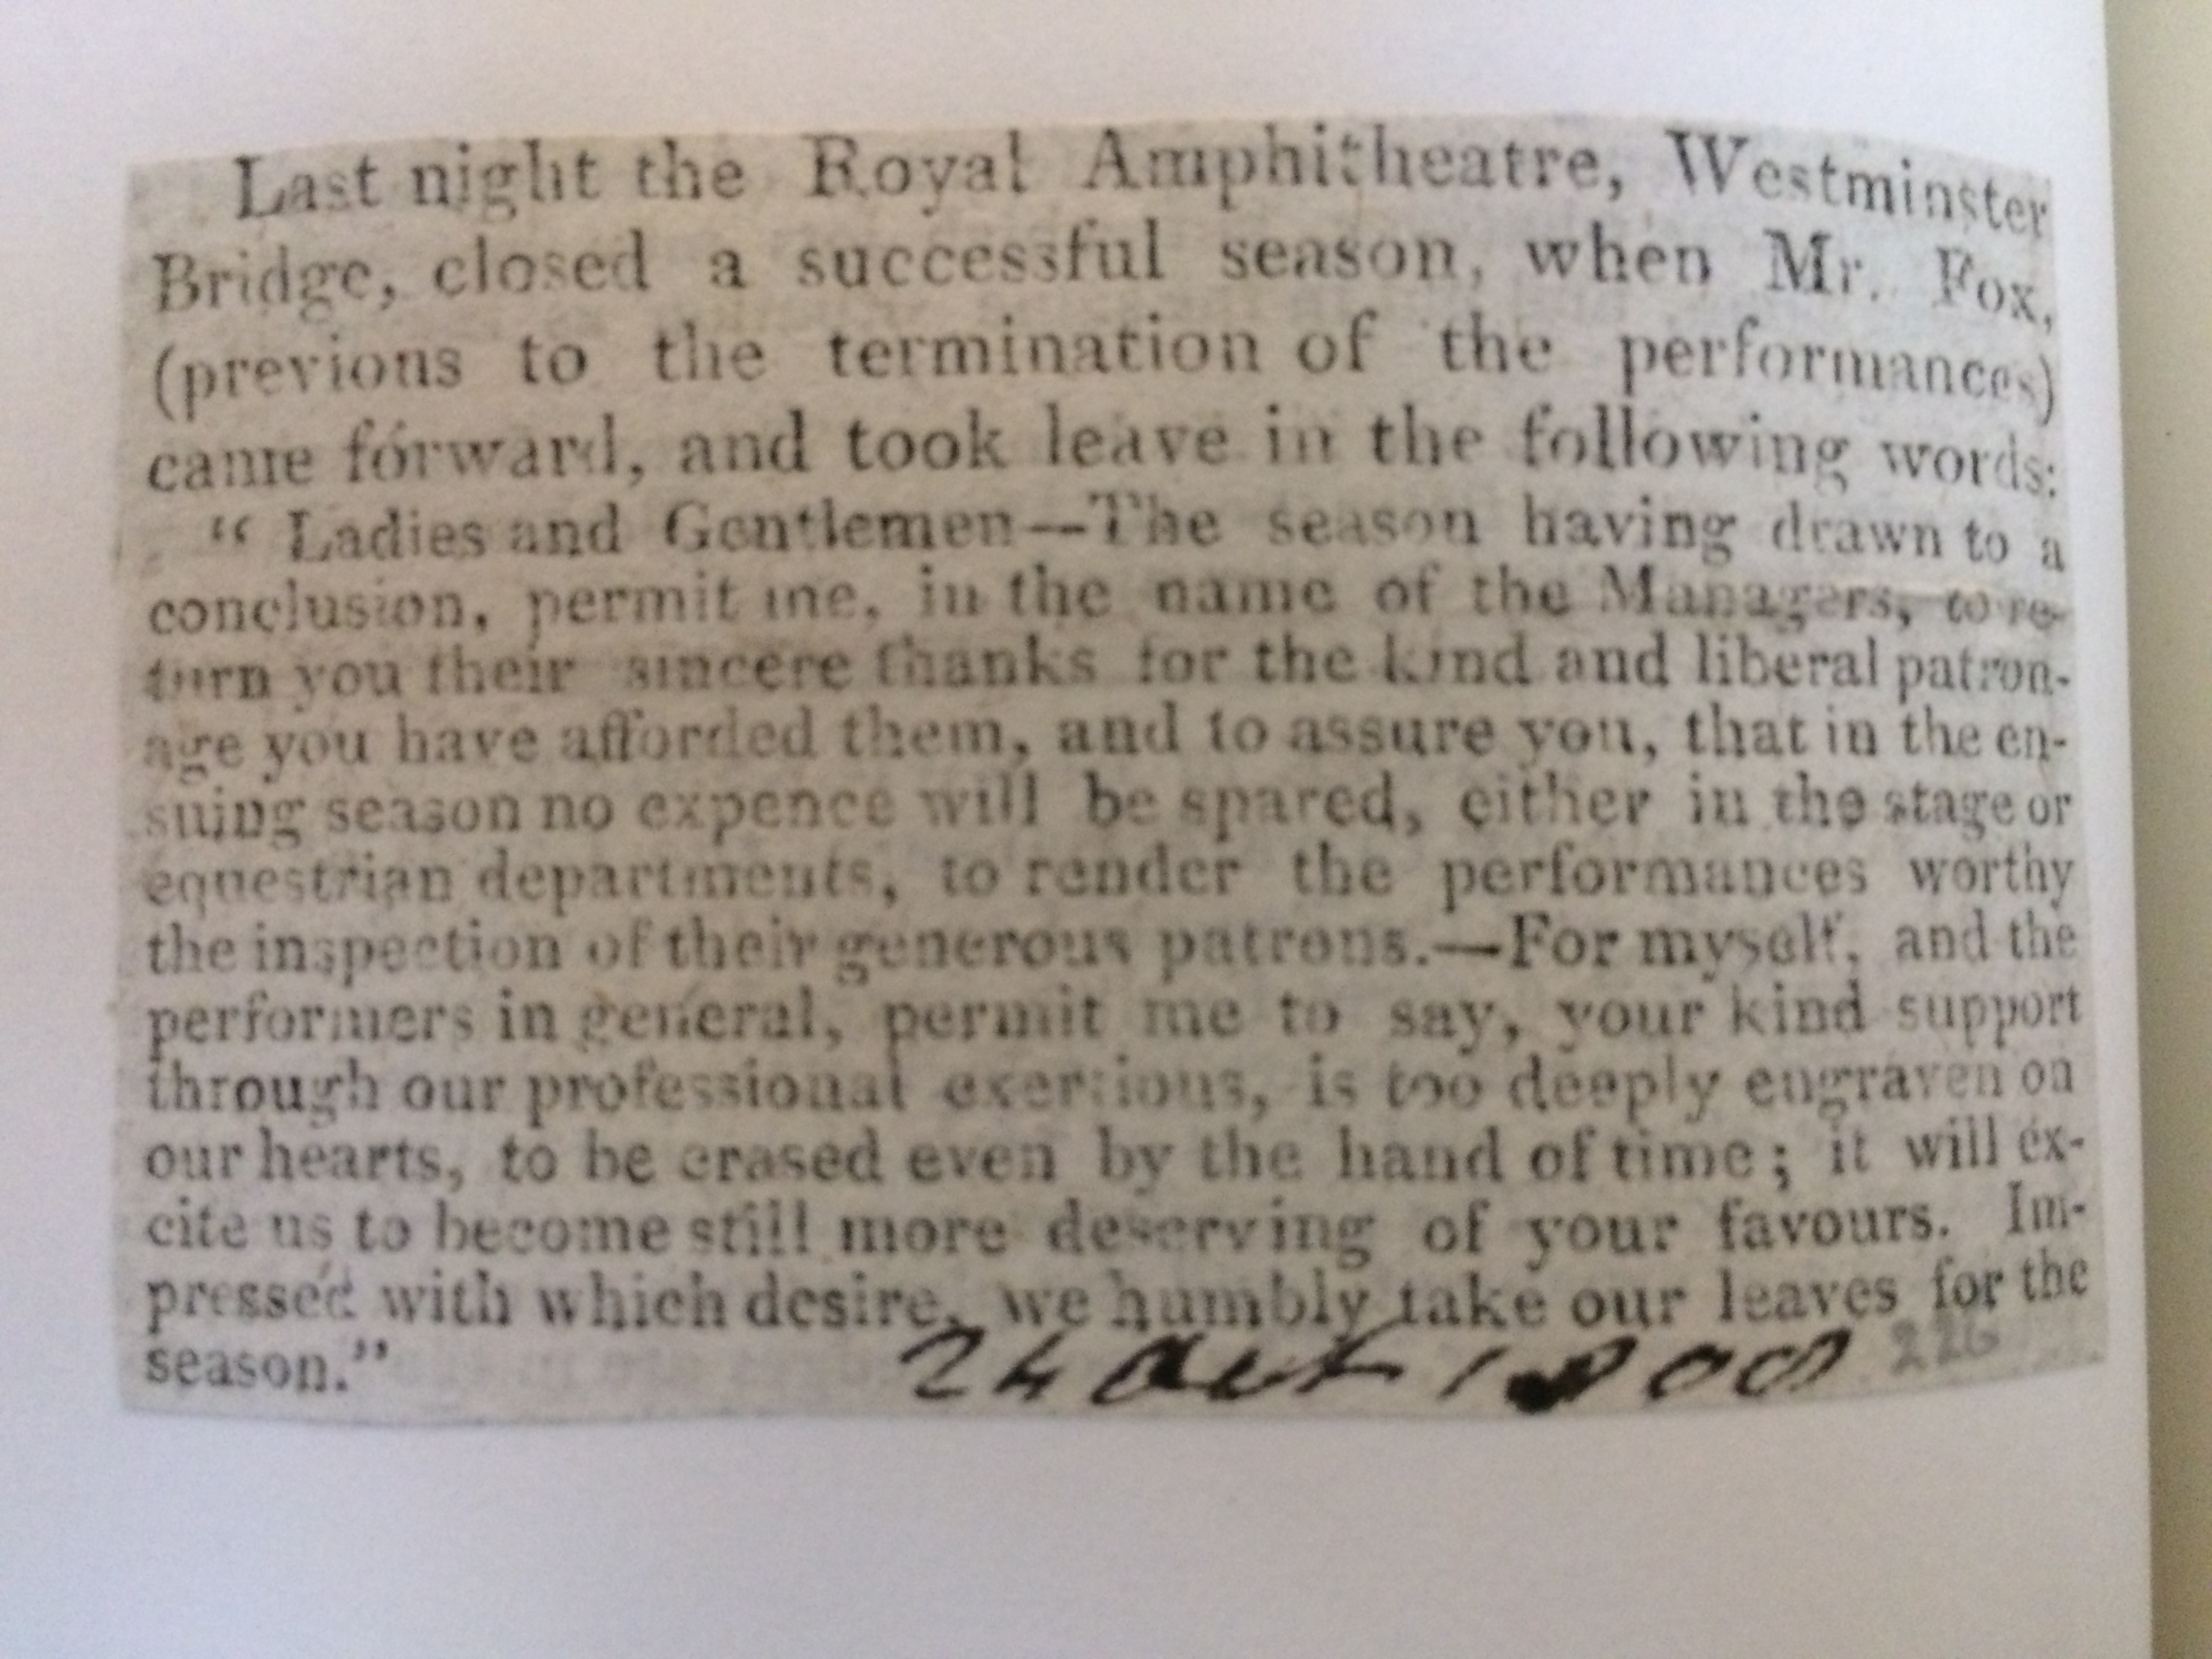 Last night the Royal Amphitheatre, Westminster
Bridge, closed a successful season, when Mr. Fox,
(previous to the termination of the performances)
came forward, and took leave in the following words:
“ Ladies and Gentlemen—The season having drawn to a
conclusion, permit me, in the name of the Managers, to re-
turn you their sincere thanks for the kind and liberal patron-
age you have afforded them, and to assure you, that in the en-
suing season no expence will be spared, either in the stage or
equestrian departments, to render the performances worthy
the inspection of their generous patrons.—For myself, and the
performers in general, permit me to say, your kind support
through our professional exertions, is too deeply engraven on
our hearts, to be erased even by the hand of time; it will ex-
cite us to become still more deserving of your favours. Im-
pressed with which desire, we humbly take our leaves for the
season.”
24 Oct 1808
226